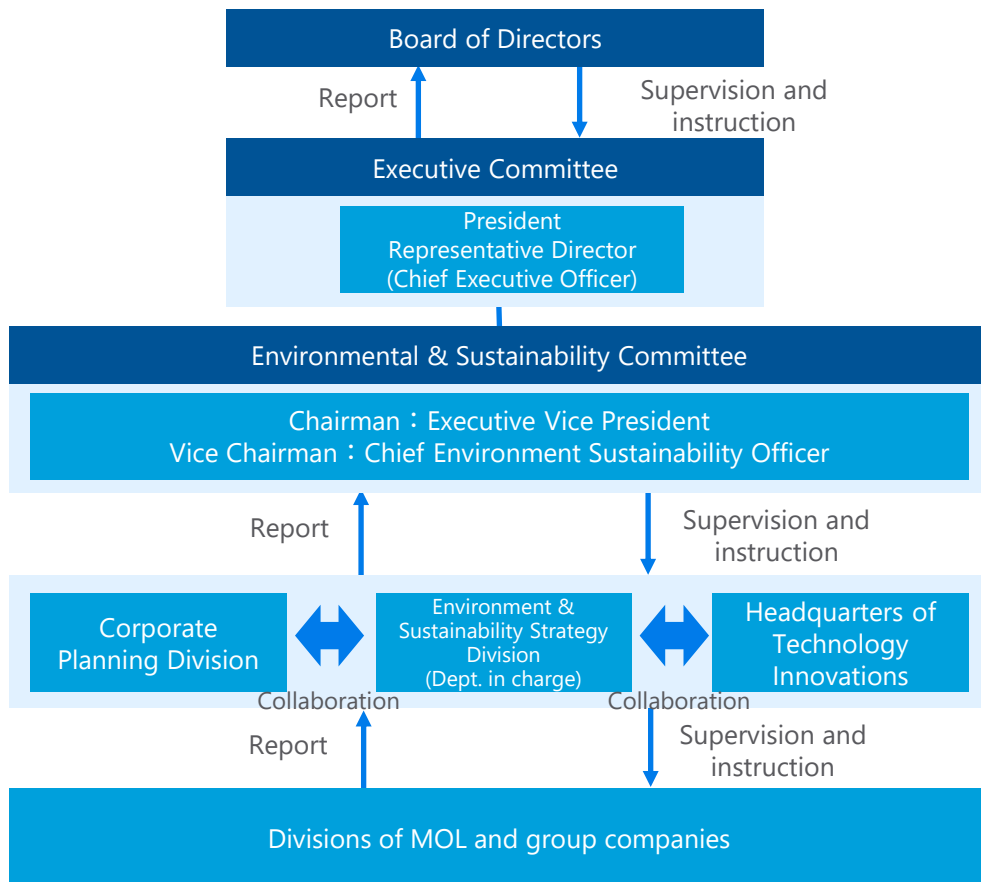 Board of Directors
Report
Supervision and
instruction
Executive Committee
President
Representative Director
(Chief Executive Officer)
Environmental & Sustainability Committee
Chairman：Executive Vice President
Vice Chairman：Chief Environment Sustainability Officer
Report
Supervision and
instruction
Corporate
Planning Division
Environment &
Sustainability Strategy
Division
(Dept. in charge)
Headquarters of
Technology
Innovations
Collaboration
Collaboration
Report
Supervision and
instruction
Divisions of MOL and group companies